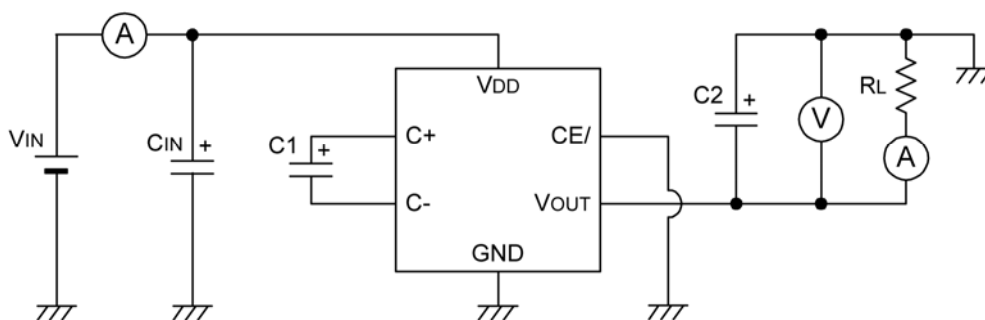 A
VIN
CIN
+
C1
+
VDD
C+
C-
CE/
VOUT
GND
C2
+
V
RL
A